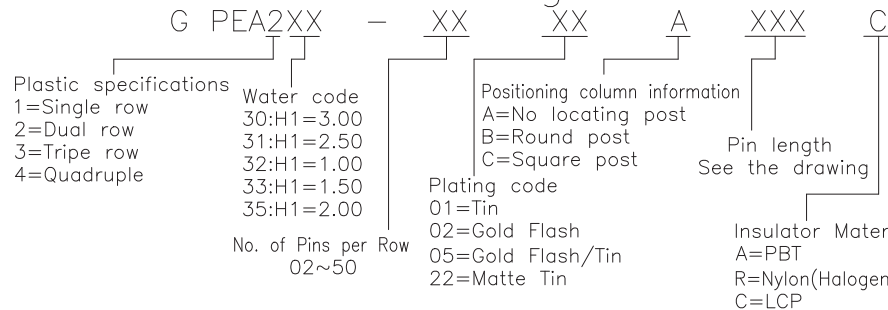 G PEA2XX - XX XX A XXX C
Plastic specifications
1=Single row
2=Dual row
3=Tripe row
4=Quadruple
Water code
30:H1=3.00
31:H1=2.50
32:H1=1.00
33:H1=1.50
35:H1=2.00
No. of Pins per Row
02~50
Positioning column information
A=No locating post
B=Round post
C=Square post
Plating code
01=Tin
02=Gold Flash
05=Gold Flash/Tin
22=Matte Tin
Pin length
See the drawing
Insulator Mater
A=PBT
R=Nylon(Halogen
C=LCP